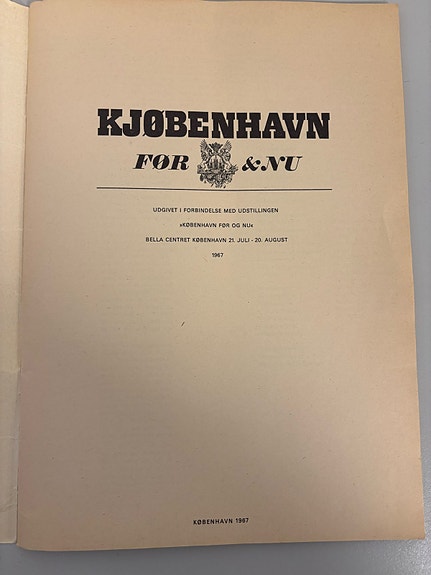 KJØBENHAVN
FØR & NU
UDGIVET I FORBINDELSE MED UDSTILLINGEN
»KØBENHAVN FØR OG NU«
BELLA CENTRET KØBENHAVN 21. JULI - 20. AUGUST
1967
KØBENHAVN 1967